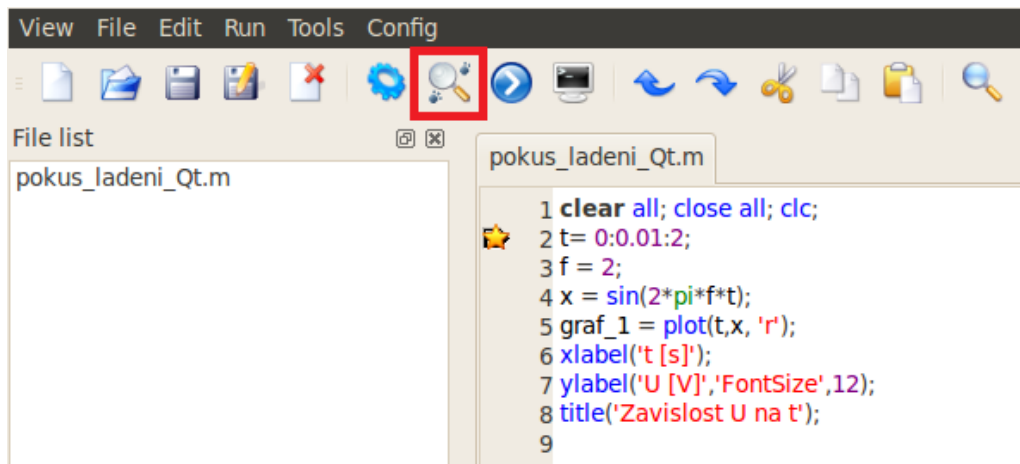 View File Edit Run Tools Config
File list
pokus_ladeni_Qt.m
pokus_ladeni_Qt.m
1 clear all; close all; clc;
2 t= 0:0.01:2;
3 f = 2;
4 x = sin(2*pi*f*t);
5 graf_1 = plot(t,x, 'r');
6 xlabel('t [s]');
7 ylabel('U [V]','FontSize',12);
8 title('Zavislost U na t');
9